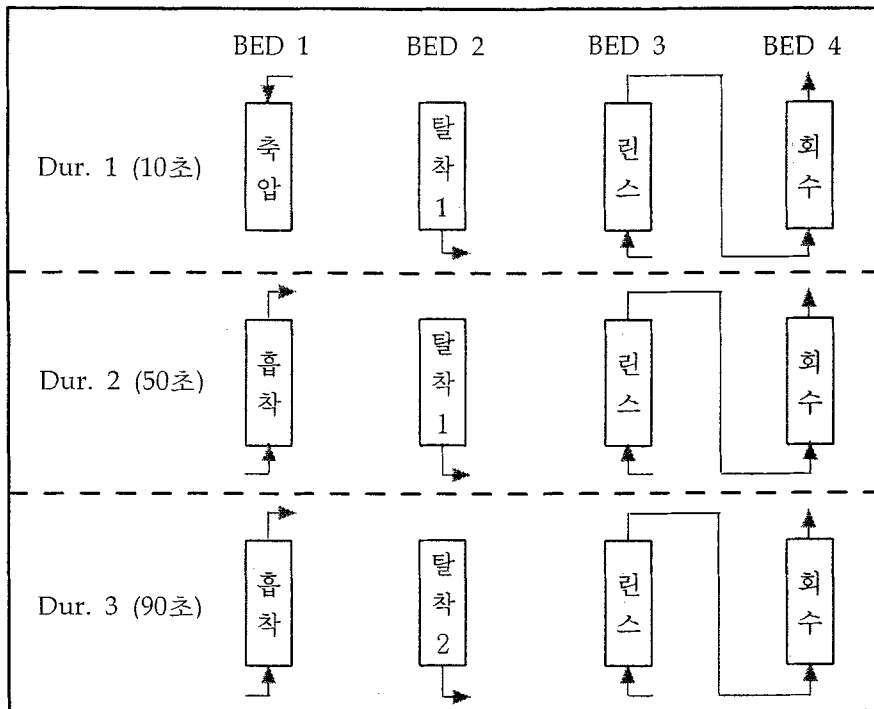 BED 1 BED 2 BED 3 BED 4
Dur. 1 (10초) 축압 탈착1 린스 회수
Dur. 2 (50초) 흡착 탈착1 린스 회수
Dur. 3 (90초) 흡착 탈착2 린스 회수